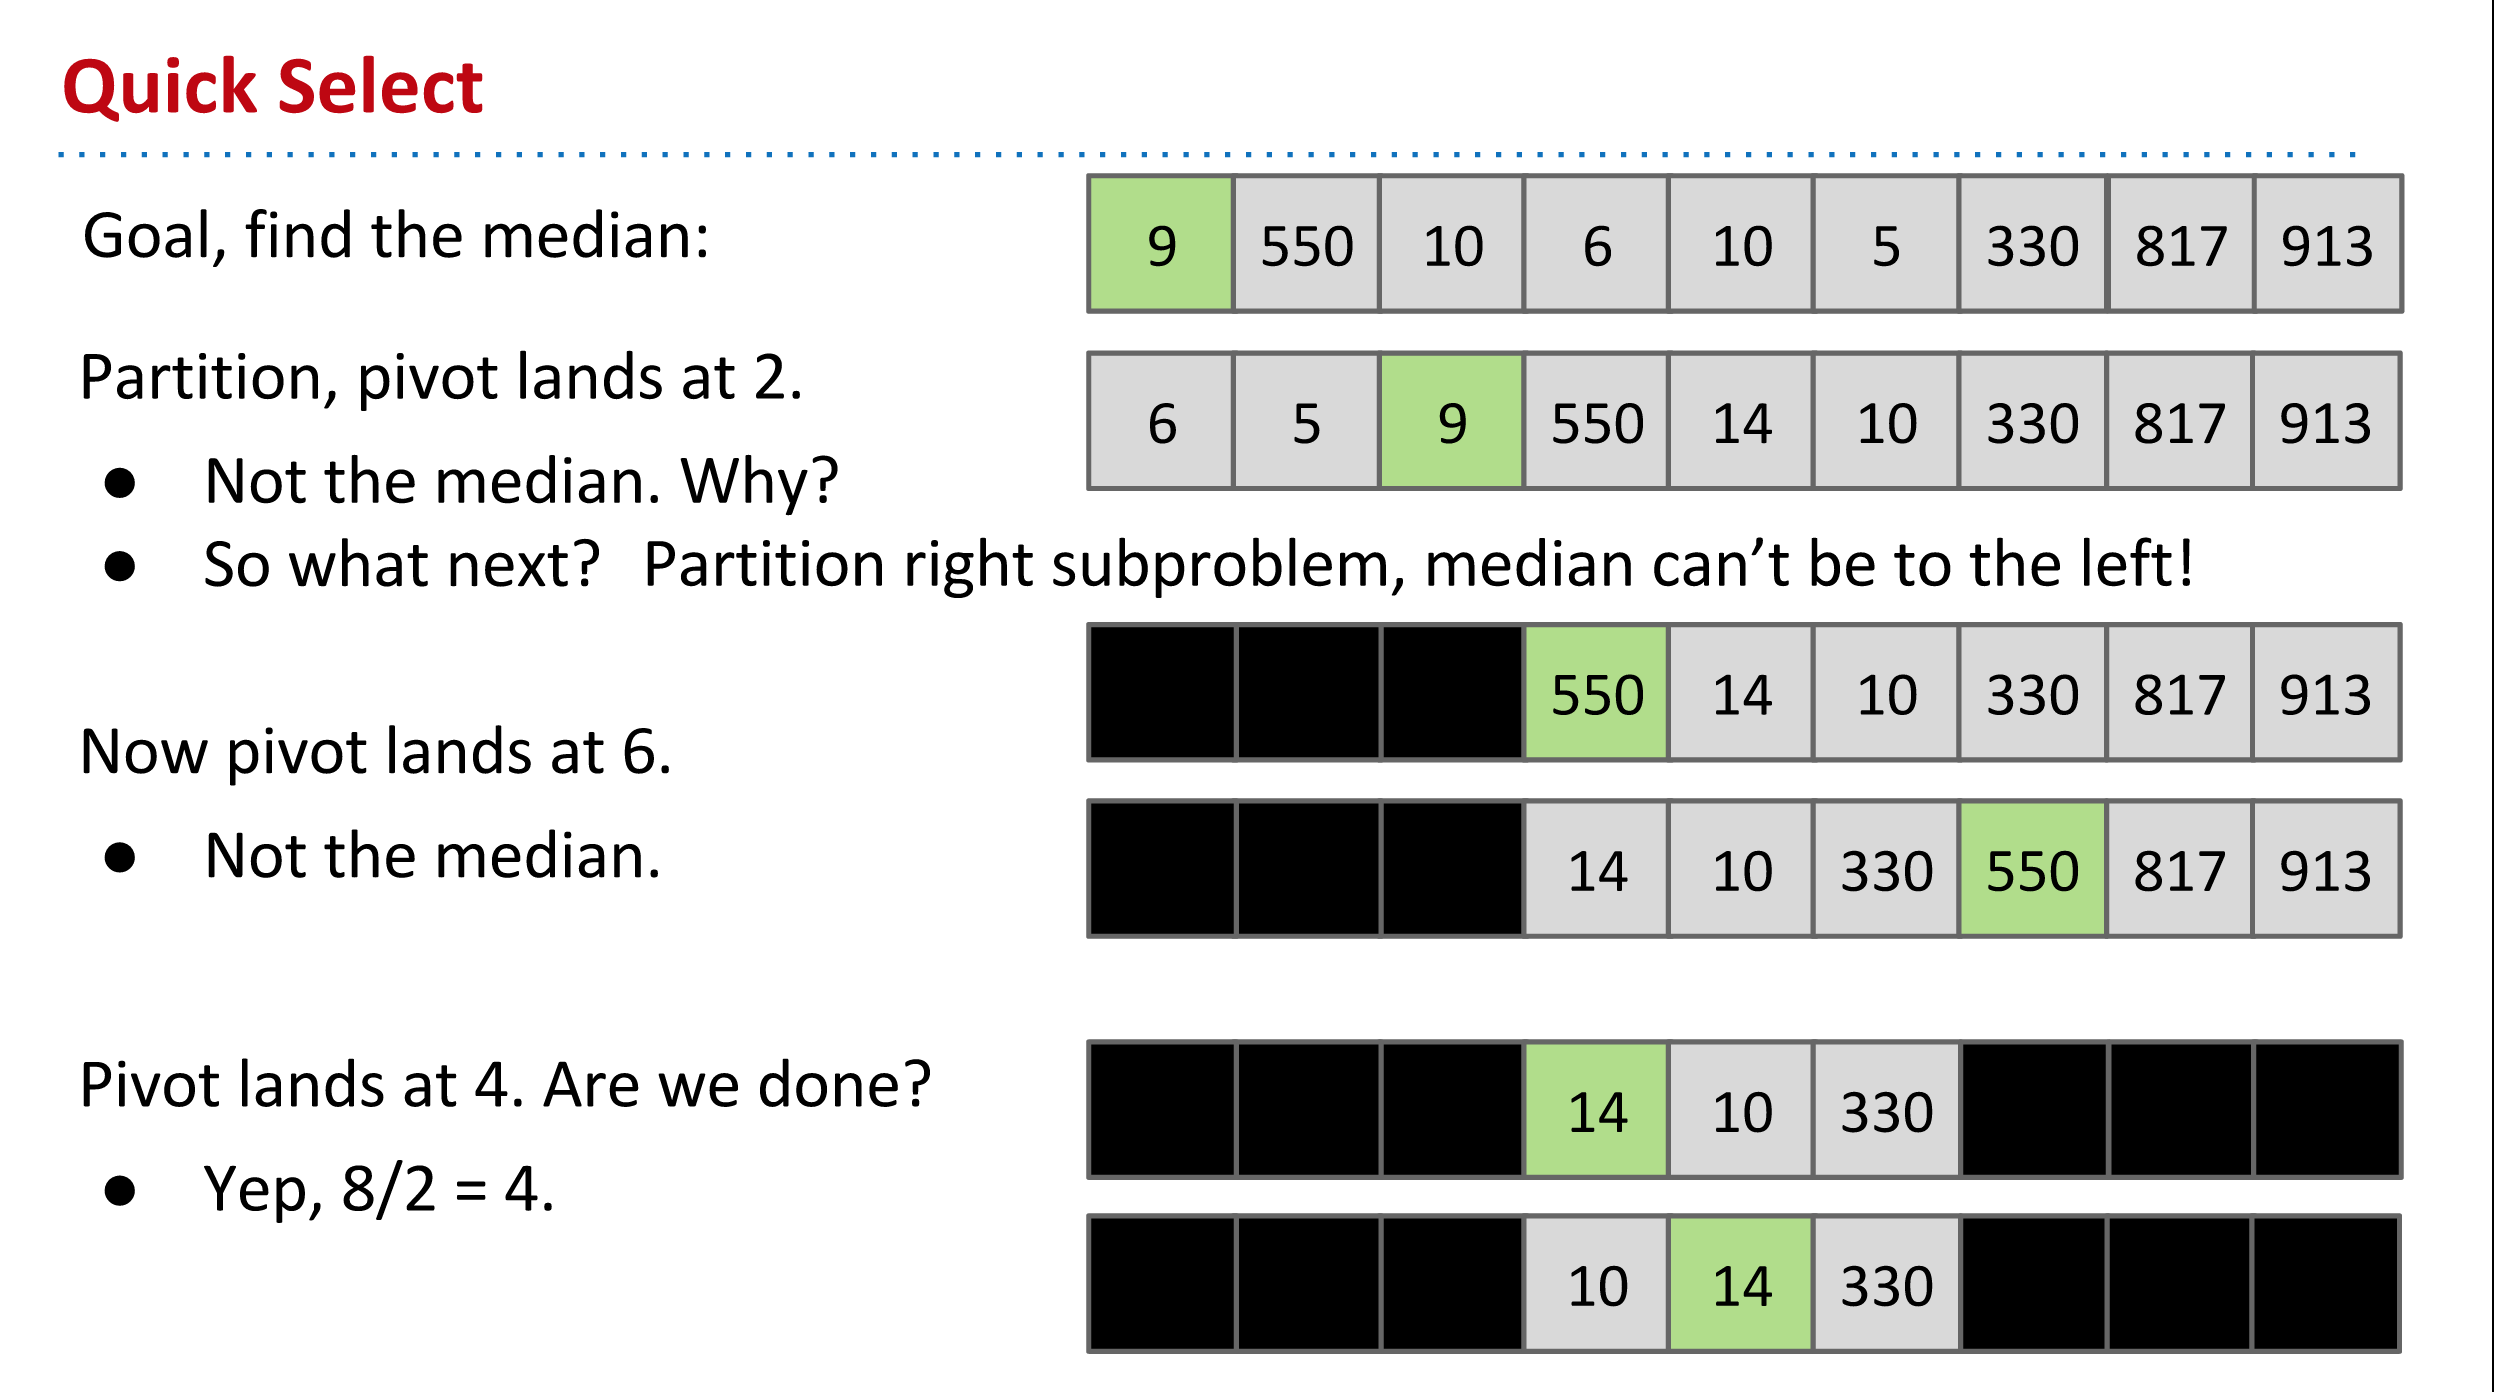 Quick Select
Goal, find the median:
9 550 10 6 10 5 330 817 913
Partition, pivot lands at 2.
6 5 9 550 14 10 330 817 913
● Not the median. Why?
● So what next? Partition right subproblem, median can’t be to the left!
550 14 10 330 817 913
Now pivot lands at 6.
14 10 330 550 817 913
● Not the median.
Pivot lands at 4. Are we done?
14 10 330
● Yep, 8/2 = 4.
10 14 330